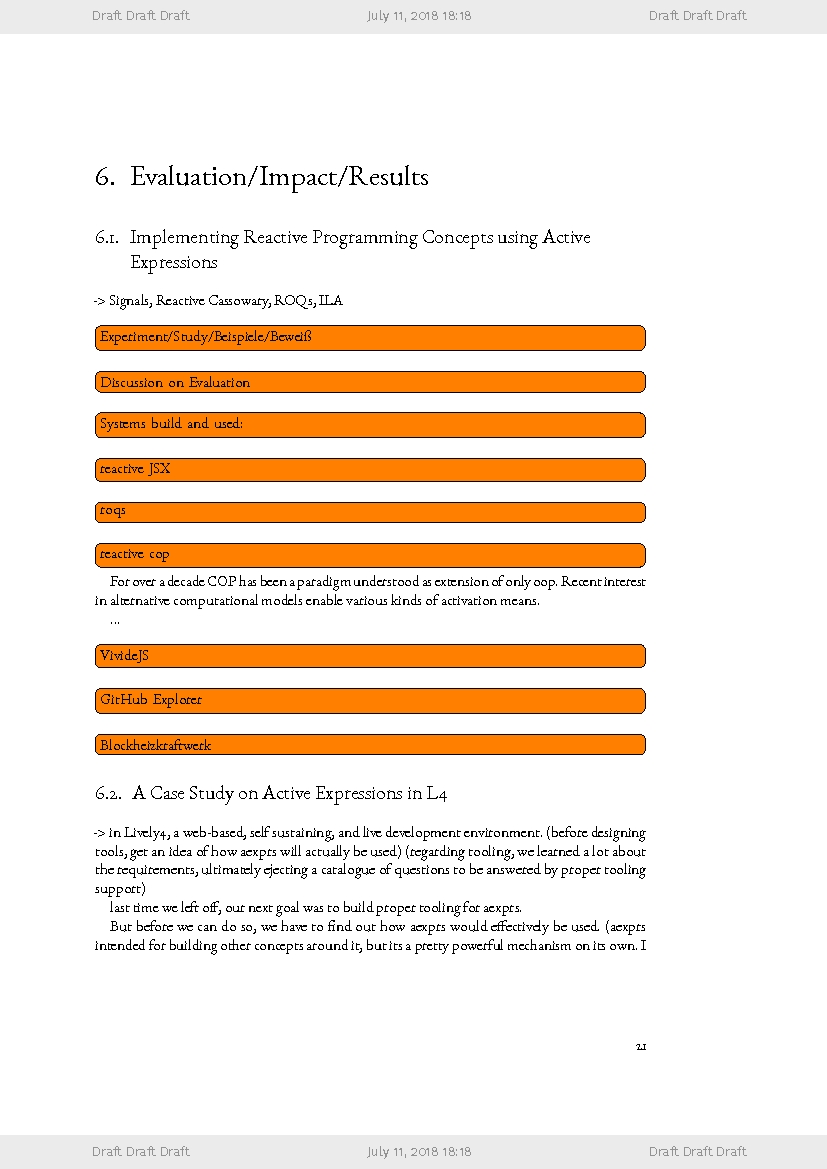 Draft Draft Draft July 11, 2018 18:18 Draft Draft Draft
6. Evaluation/Impact/Results
6.1. Implementing Reactive Programming Concepts using Active
Expressions
-> Signals, Reactive Cassowary, ROQs, ILA
Experiment/Study/Beispiele/Beweiß
Discussion on Evaluation
Systems build and used:
reactive JSX
roqs
reactive cop
For over a decade COP has been a paradigm understood as extension of only oop. Recent interest
in alternative computational models enable various kinds of activation means.
...
VivideJS
GitHub Explorer
Blockheizkraftwerk
6.2. A Case Study on Active Expressions in L4
-> in Lively4, a web-based, self sustaining, and live development environment. (before designing
tools, get an idea of how aexprs will actually be used) (regarding tooling, we learned a lot about
the requirements, ultimately ejecting a catalogue of questions to be answered by proper tooling
support)
last time we left off, our next goal was to build proper tooling for aexprs.
But before we can do so, we have to find out how aexprs would effectively be used. (aexprs
intended for building other concepts around it, but its a pretty powerful mechanism on its own. I
21
Draft Draft Draft July 11, 2018 18:18 Draft Draft Draft